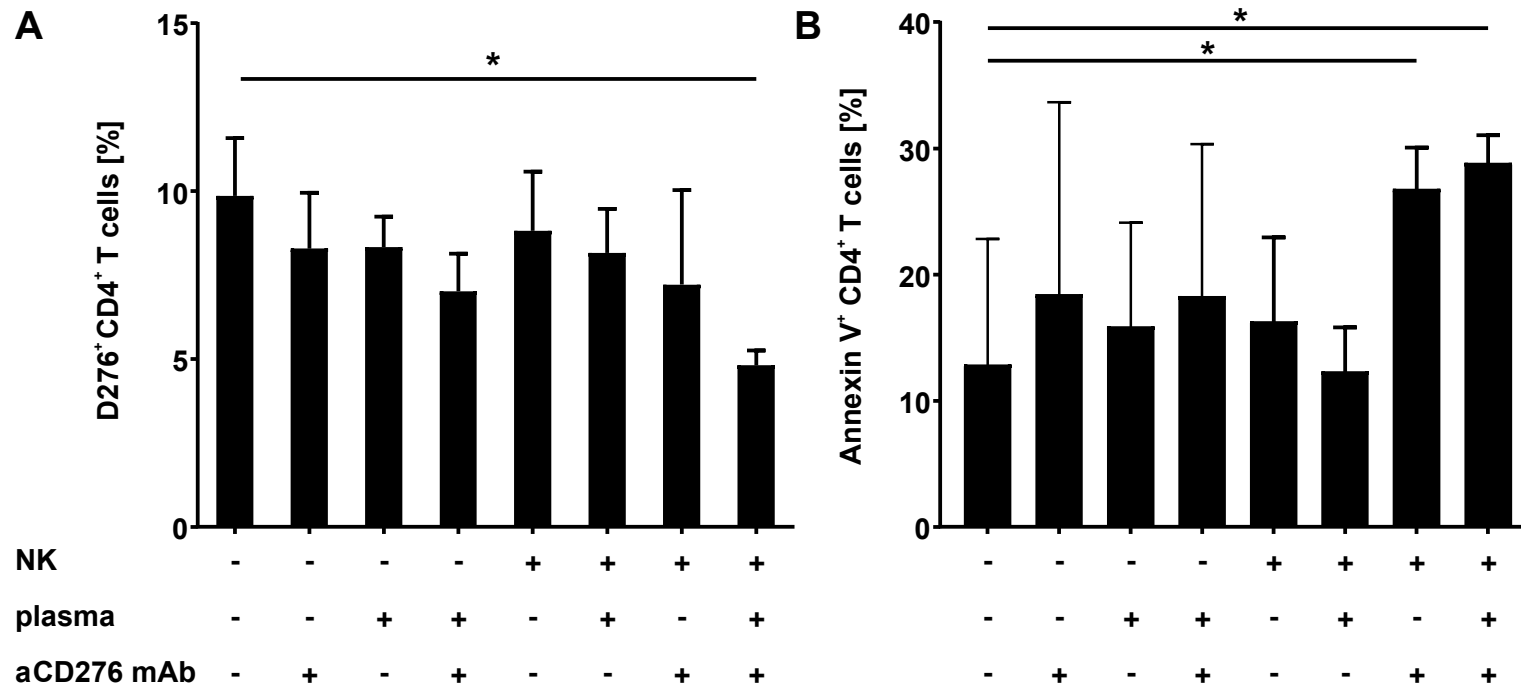 A
15
10
5
0
D276⁺CD4⁺ T cells [%]
*
B
40
30
20
10
0
Annexin V⁺ CD4⁺ T cells [%]
*
*
NK - - - - + + + + - - - - + + + +
plasma - - + + - + - + - - + + - + - +
aCD276 mAb - + - + - - + + - + - + - - + +